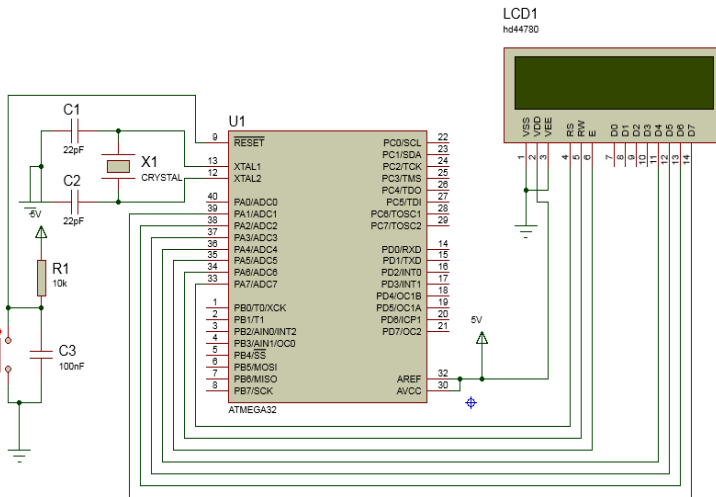 LCD1
hd44780
VSS
VDD
VEE
RS
RW
E
D0
D1
D2
D3
D4
D5
D6
D7
1
2
3
4
5
6
7
8
9
10
11
12
13
14
C1
22pF
X1
CRYSTAL
C2
22pF
5V
R1
10k
C3
100nF
U1
9 RESET PC0/SCL 22
PC1/SDA 23
13 XTAL1 PC2/TCK 24
12 XTAL2 PC3/TMS 25
PC4/TDO 26
40 PA0/ADC0 PC5/TDI 27
39 PA1/ADC1 PC6/TOSC1 28
38 PA2/ADC2 PC7/TOSC2 29
37 PA3/ADC3
36 PA4/ADC4 PD0/RXD 14
35 PA5/ADC5 PD1/TXD 15
34 PA6/ADC6 PD2/INT0 16
33 PA7/ADC7 PD3/INT1 17
PD4/OC1B 18
1 PB0/T0/XCK PD5/OC1A 19
2 PB1/T1 PD6/ICP1 20
3 PB2/AIN0/INT2 PD7/OC2 21
4 PB3/AIN1/OC0
5 PB4/SS
6 PB5/MOSI
7 PB6/MISO AREF 32
8 PB7/SCK AVCC 30
ATMEGA32
5V